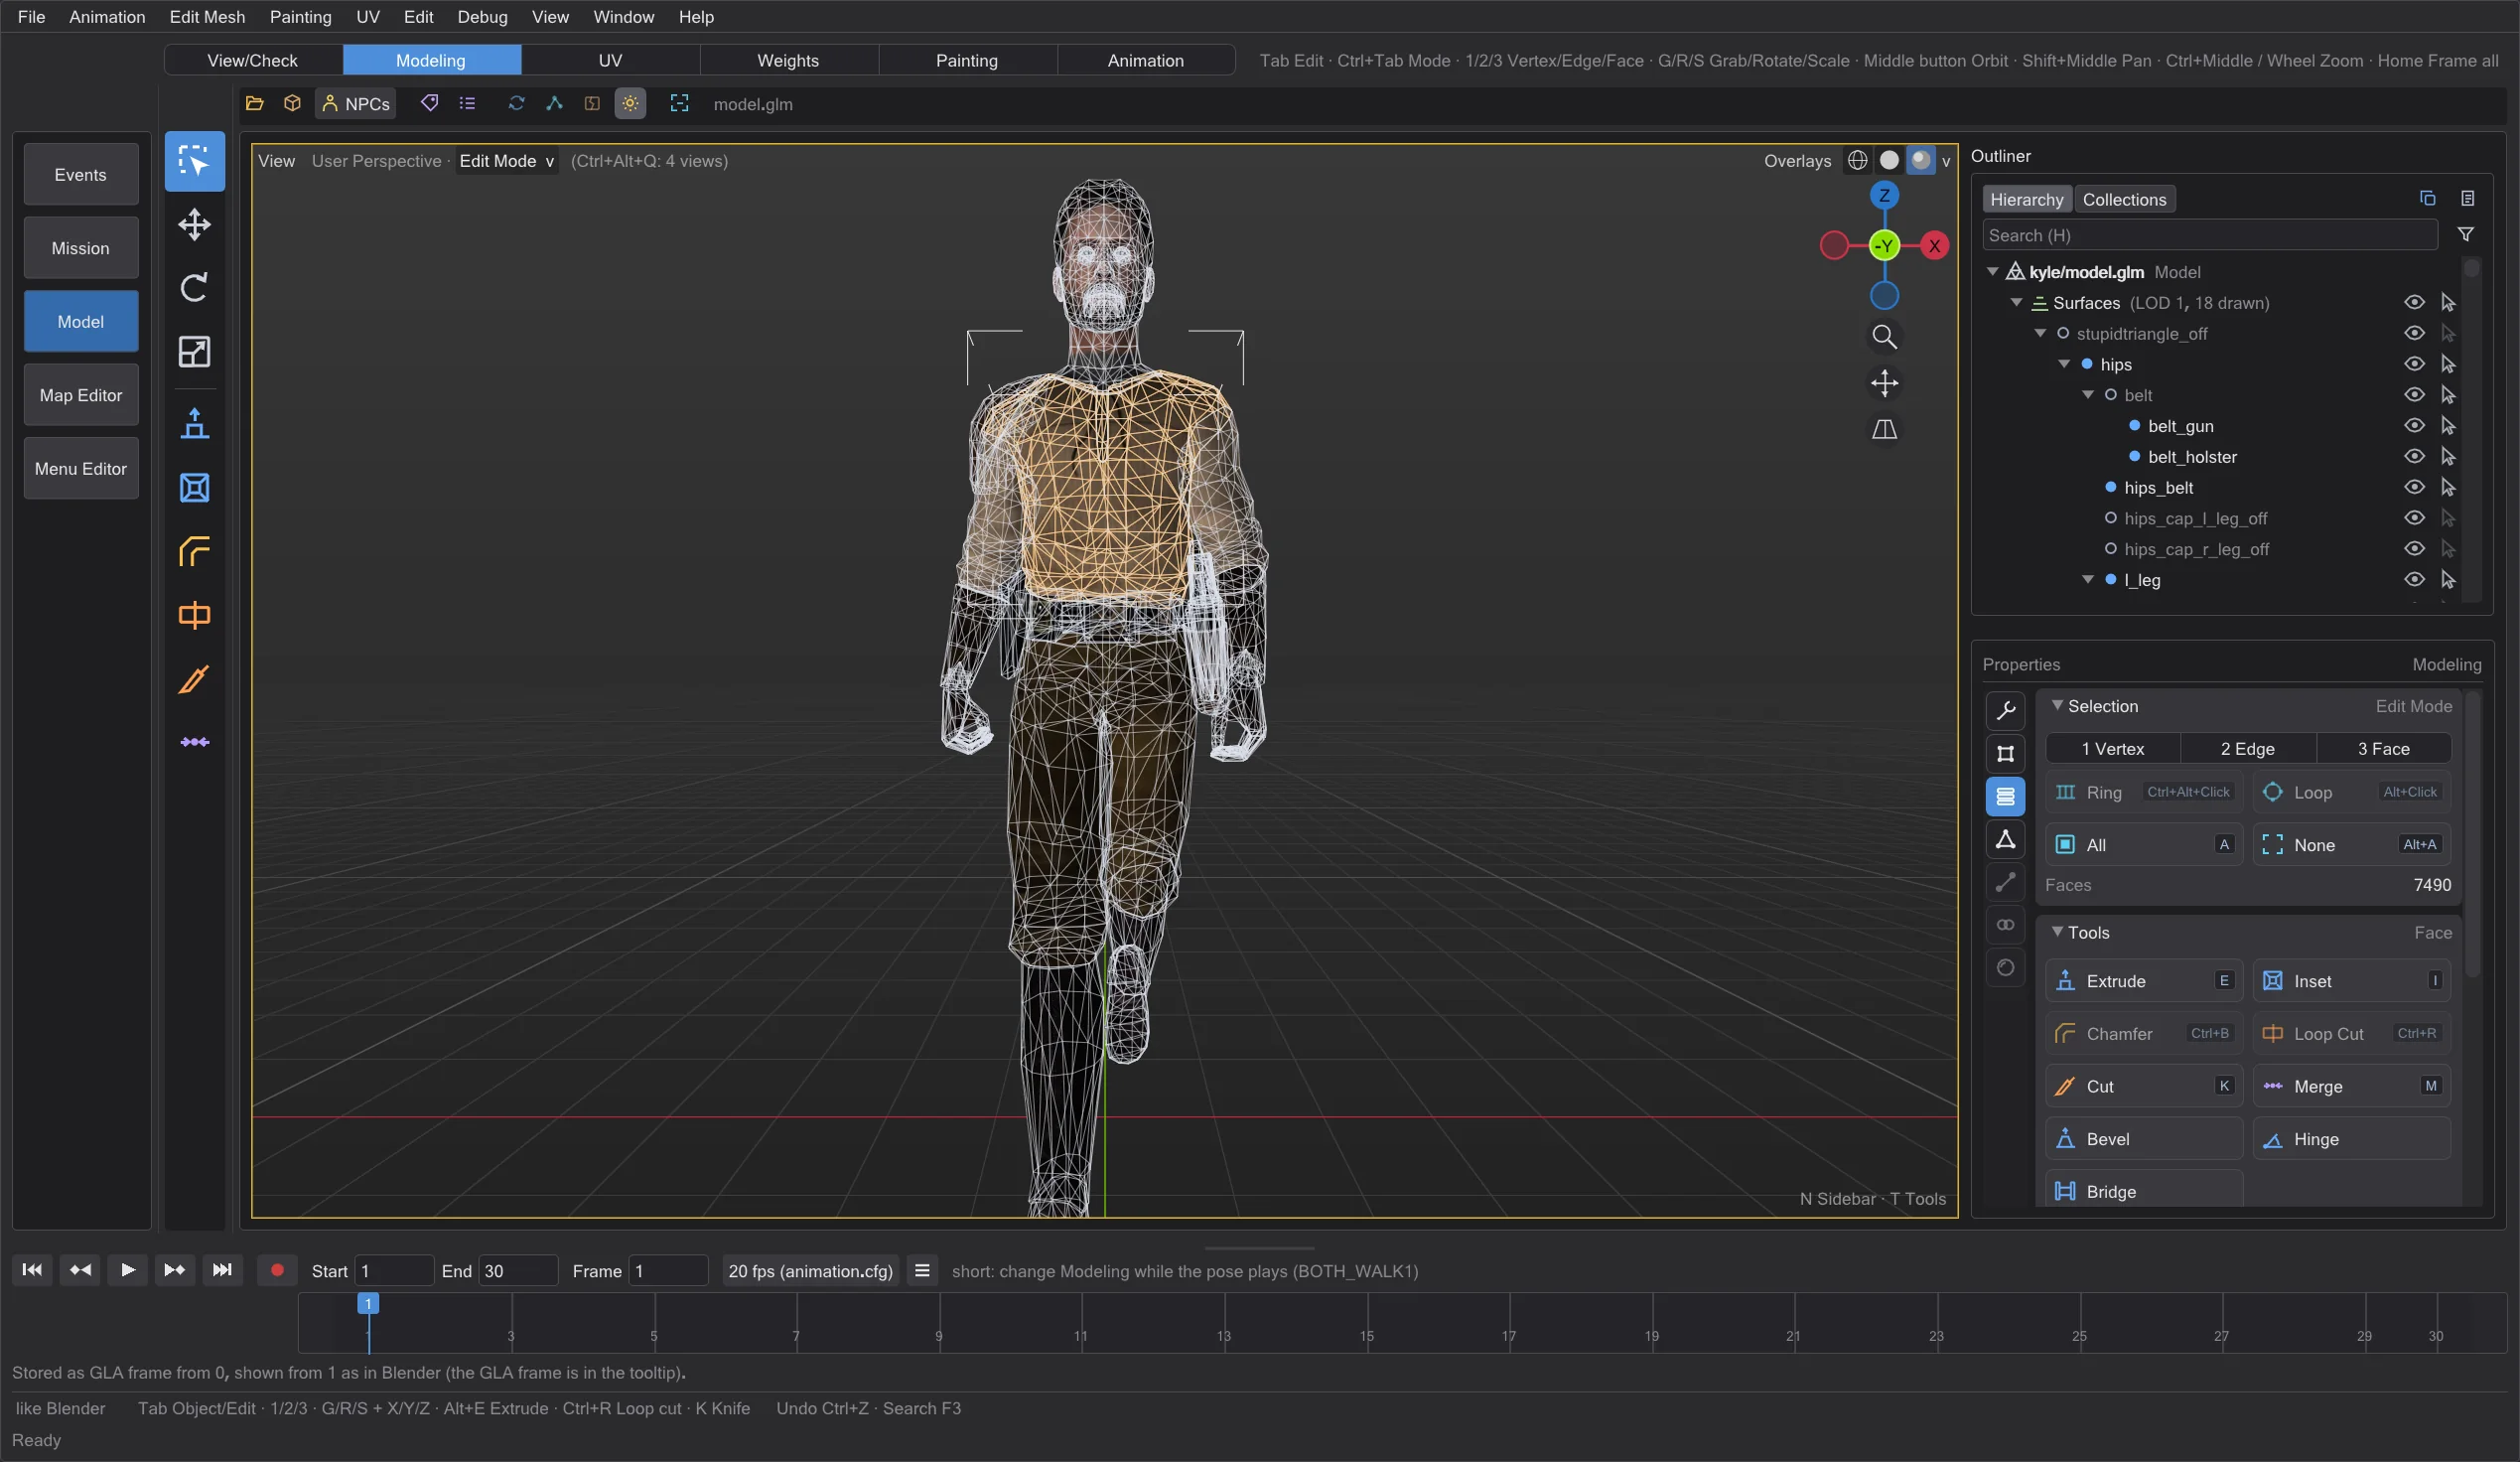 File Animation Edit Mesh Painting UV Edit Debug View Window Help
View/Check Modeling UV Weights Painting Animation Tab Edit · Ctrl+Tab Mode · 1/2/3 Vertex/Edge/Face · G/R/S Grab/Rotate/Scale · Middle button Orbit · Shift+Middle Pan · Ctrl+Middle / Wheel Zoom · Home Frame all
NPCs model.glm
Events
Mission
Model
Map Editor
Menu Editor
View User Perspective · Edit Mode v (Ctrl+Alt+Q: 4 views) Overlays v
Z
-Y X
N Sidebar · T Tools
Outliner
Hierarchy Collections
Search (H)
kyle/model.glm Model
Surfaces (LOD 1, 18 drawn)
stupidtriangle_off
hips
belt
belt_gun
belt_holster
hips_belt
hips_cap_l_leg_off
hips_cap_r_leg_off
l_leg
Properties Modeling
Selection Edit Mode
1 Vertex 2 Edge 3 Face
Ring Ctrl+Alt+Click Loop Alt+Click
All A None Alt+A
Faces 7490
Tools Face
Extrude E Inset I
Chamfer Ctrl+B Loop Cut Ctrl+R
Cut K Merge M
Bevel Hinge
Bridge
Start 1 End 30 Frame 1 20 fps (animation.cfg) short: change Modeling while the pose plays (BOTH_WALK1)
1
1 3 5 7 9 11 13 15 17 19 21 23 25 27 29 30
Stored as GLA frame from 0, shown from 1 as in Blender (the GLA frame is in the tooltip).
like Blender Tab Object/Edit · 1/2/3 · G/R/S + X/Y/Z · Alt+E Extrude · Ctrl+R Loop cut · K Knife Undo Ctrl+Z · Search F3
Ready